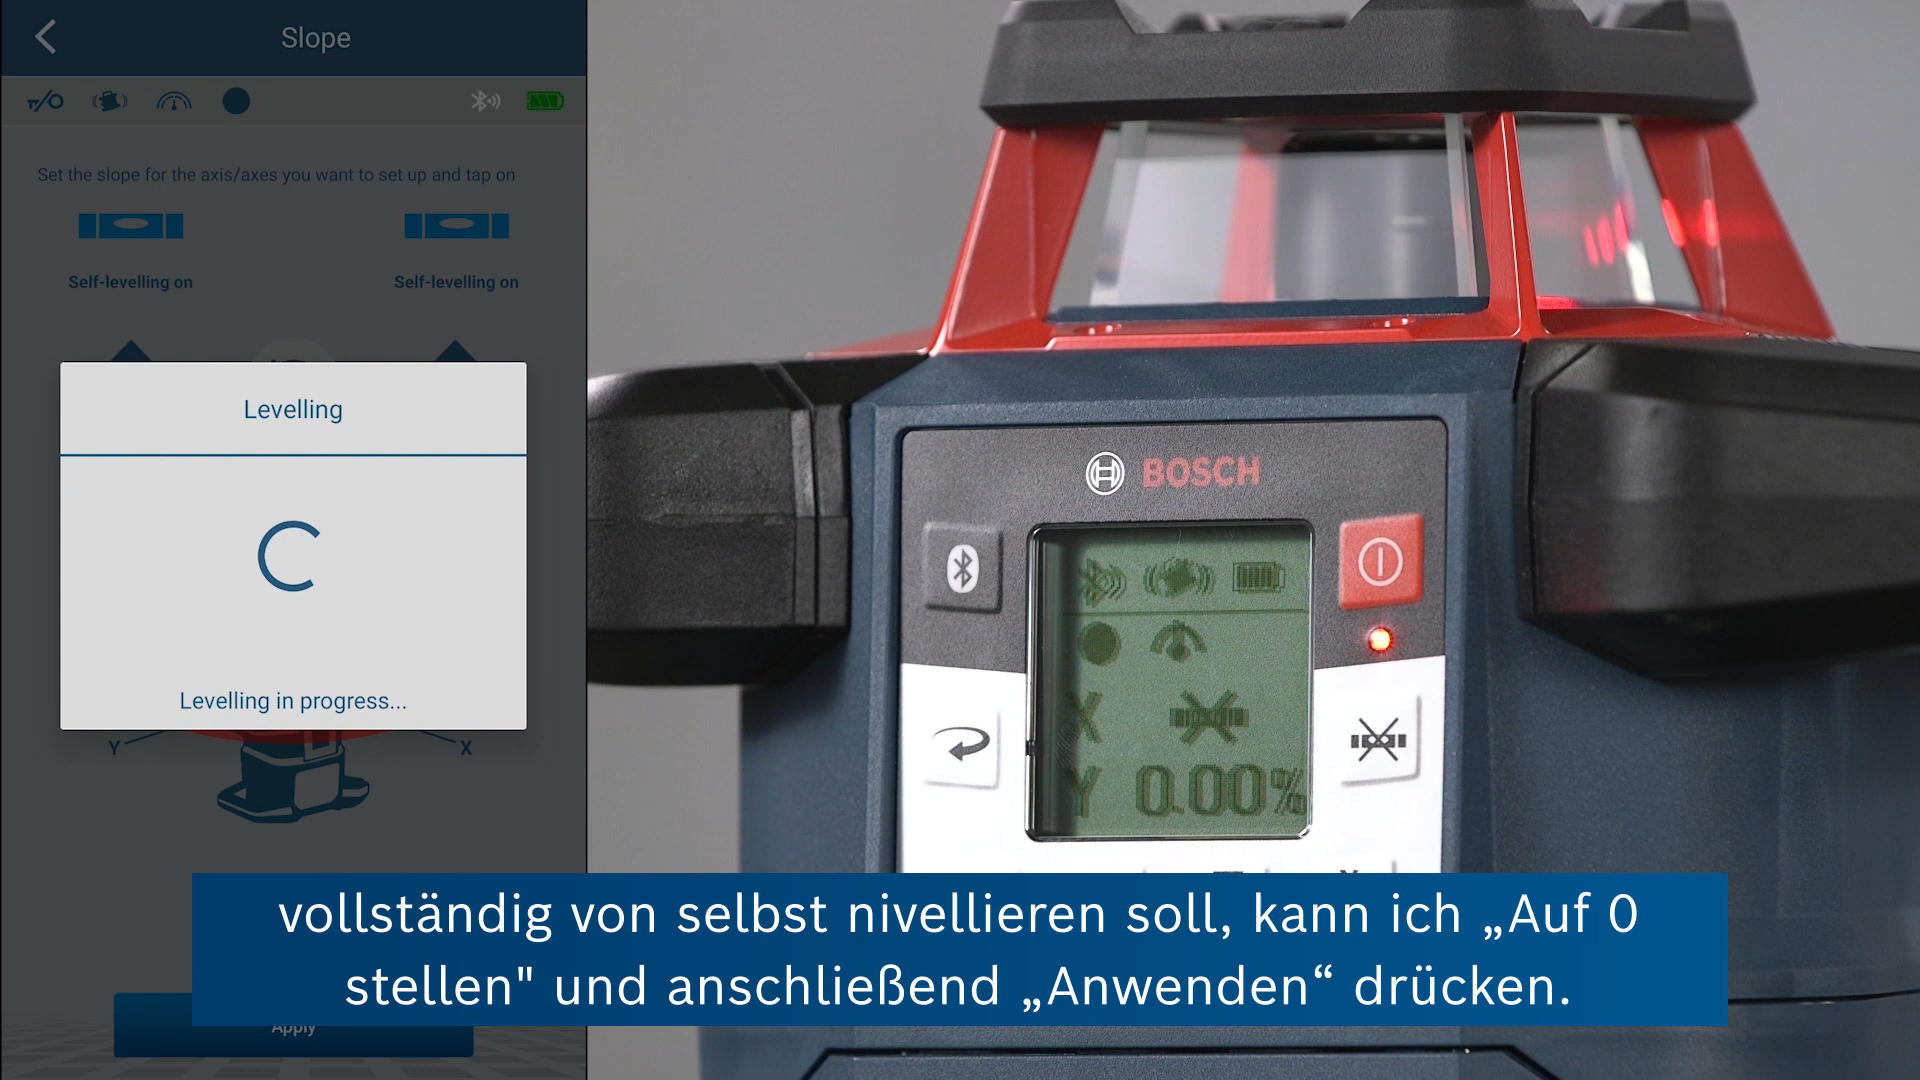 Slope
Set the slope for the axis/axes you want to set up and tap on
Self-levelling on
Self-levelling on
Levelling
Levelling in progress...
Y
X
Apply
BOSCH
X
Y 0.00%
vollständig von selbst nivellieren soll, kann ich „Auf 0
stellen" und anschließend „Anwenden“ drücken.